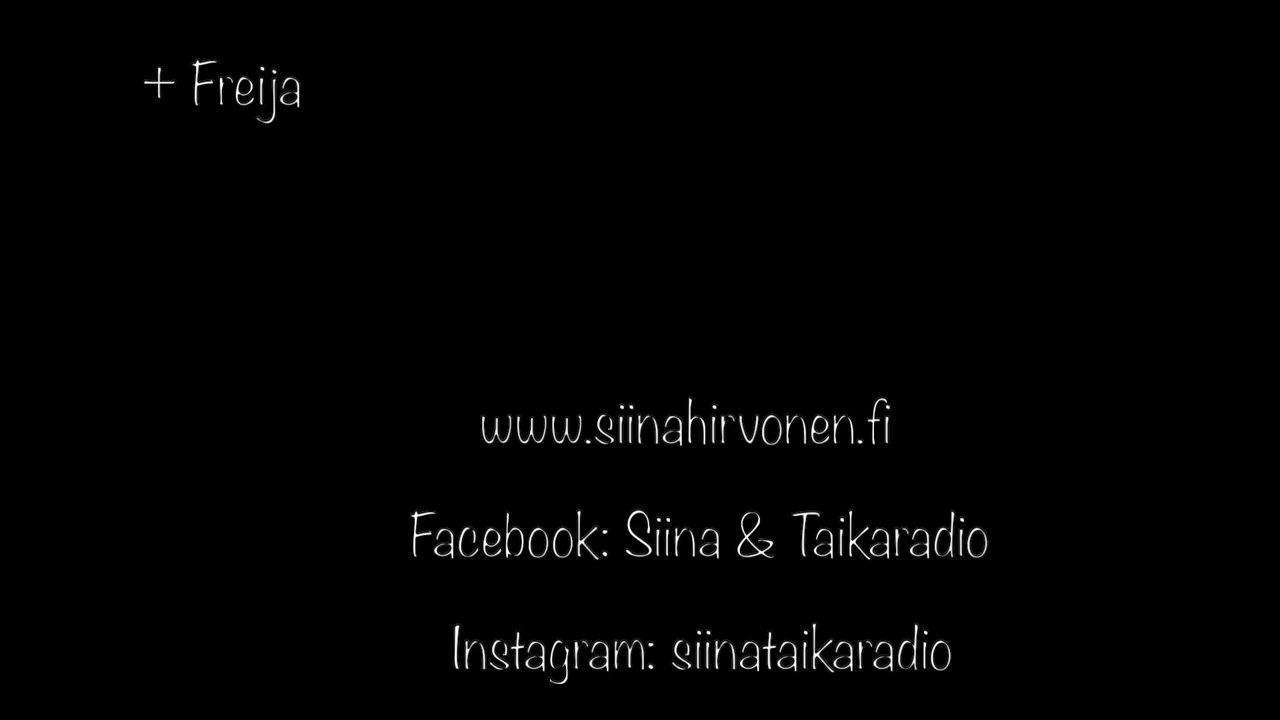 + Freija
www.siinahirvonen.fi
Facebook: Siina & Taikaradio
Instagram: siinataikaradio